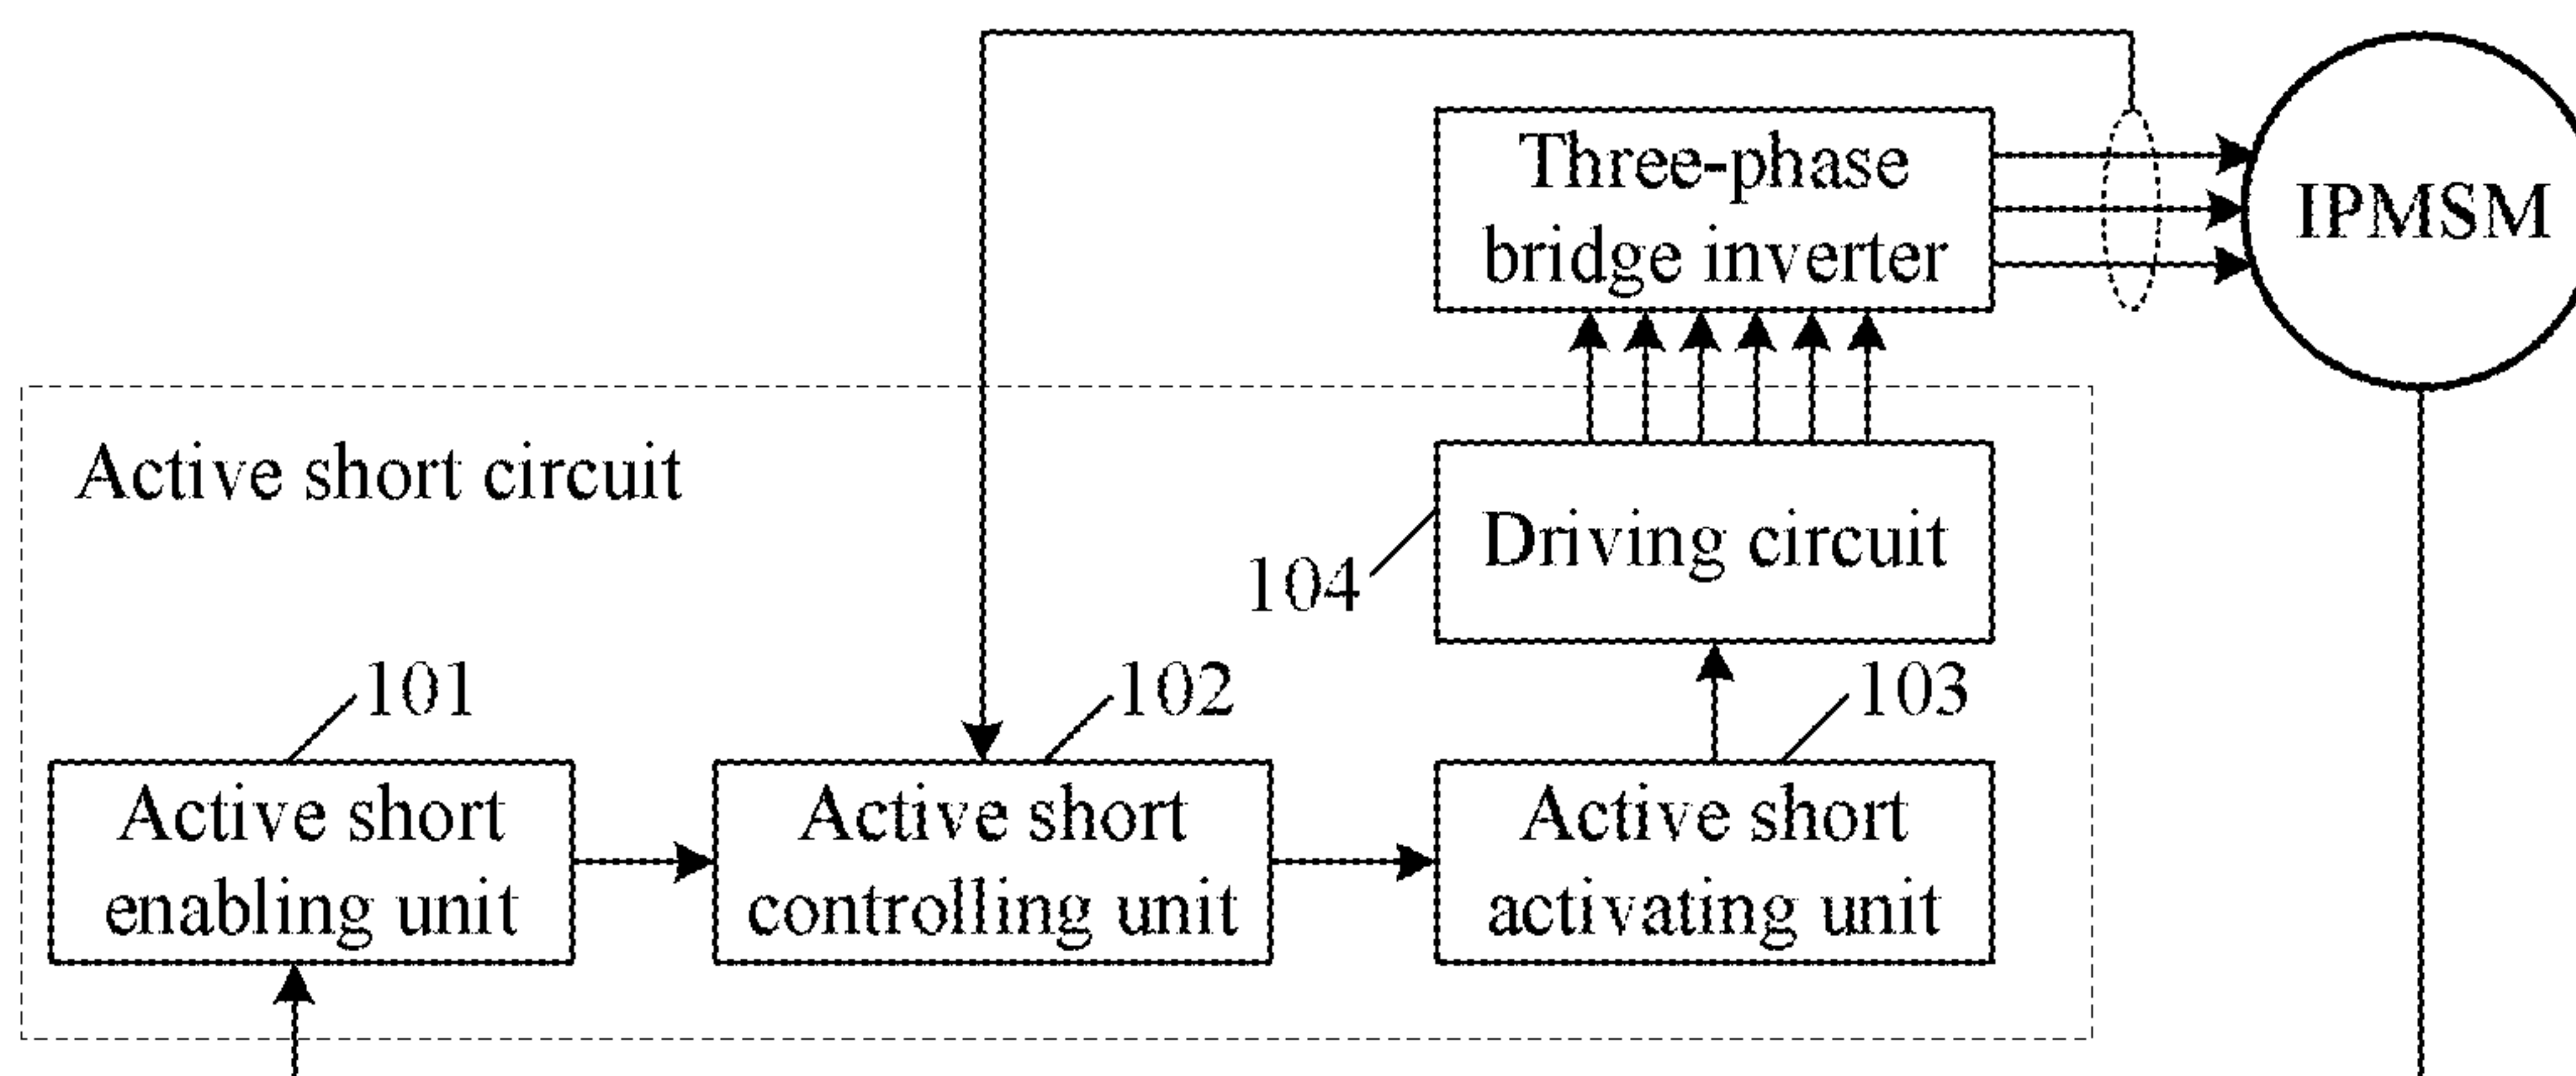 Three-phase
bridge inverter
IPMSM
Active short circuit
Driving circuit
104
101
102
103
Active short
enabling unit
Active short
controlling unit
Active short
activating unit